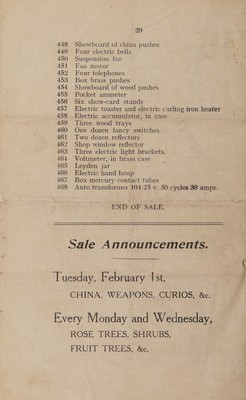 29
448 Showboard of china pushes
449 Four electric bells
450 Suspension fan
451 Fan motor
452 Four telephones
453 Box brass pushes
454 Showboard of wood pushes
455 Pocket ammeter
456 Six show-card stands
457 Electric toaster and electric curling iron heater
458 Electric accumulator, in case
459 Three wood trays
460 One dozen fancy switches
461 Two dozen reflectors
462 Shop window reflector
463 Three electric light brackets.
464 Voltmeter, in brass case
465 Leyden jar
466 Electric hand lamp
467 Box mercury contact tubes
468 Auto transformer 104-25 v. 50 cycles 30 amps.
END OF SALE.
Sale Announcements.
Tuesday, February 1st,
CHINA, WEAPONS, CURIOS, &c.
Every Monday and Wednesday,
ROSE TREES, SHRUBS,
FRUIT TREES, &c.